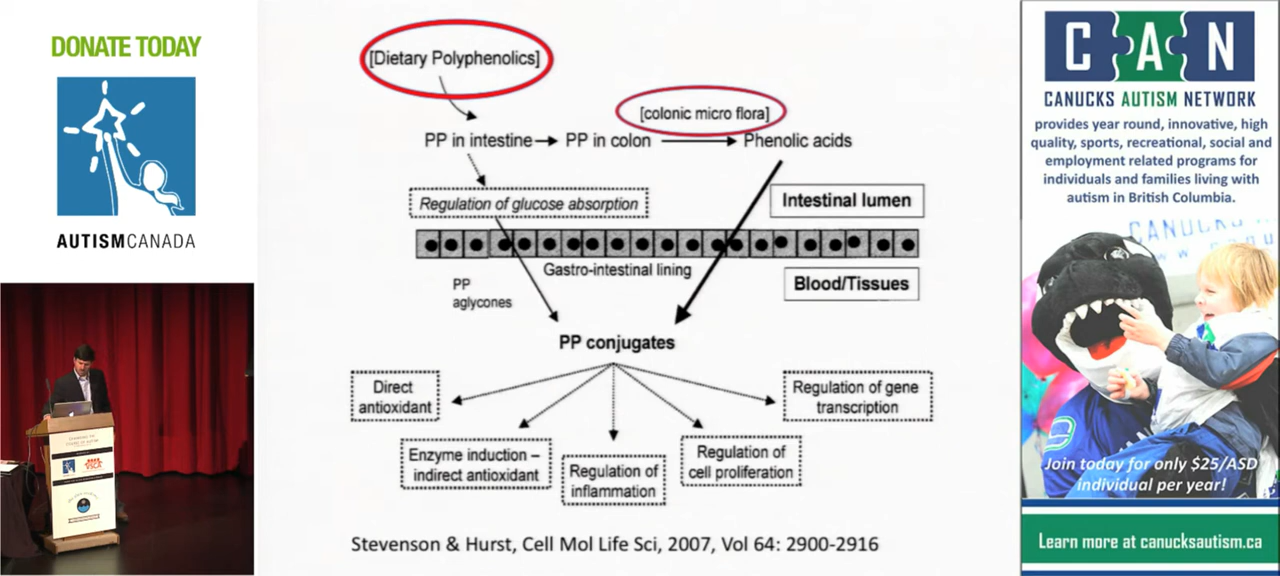 DONATE TODAY
AUTISMCANADA
[Dietary Polyphenolics]
[colonic micro flora]
PP in intestine
PP in colon
Phenolic acids
Regulation of glucose absorption
Intestinal lumen
Gastro-intestinal lining
PP
aglycones
Blood/Tissues
PP conjugates
Direct
antioxidant
Enzyme induction –
indirect antioxidant
Regulation of
inflammation
Regulation of
cell proliferation
Regulation of gene
transcription
Stevenson & Hurst, Cell Mol Life Sci, 2007, Vol 64: 2900-2916
CAN
CANUCKS AUTISM NETWORK
provides year round, innovative, high
quality, sports, recreational, social and
employment related programs for
individuals and families living with
autism in British Columbia.
Join today for only $25/ASD
individual per year!
Learn more at canucksautism.ca